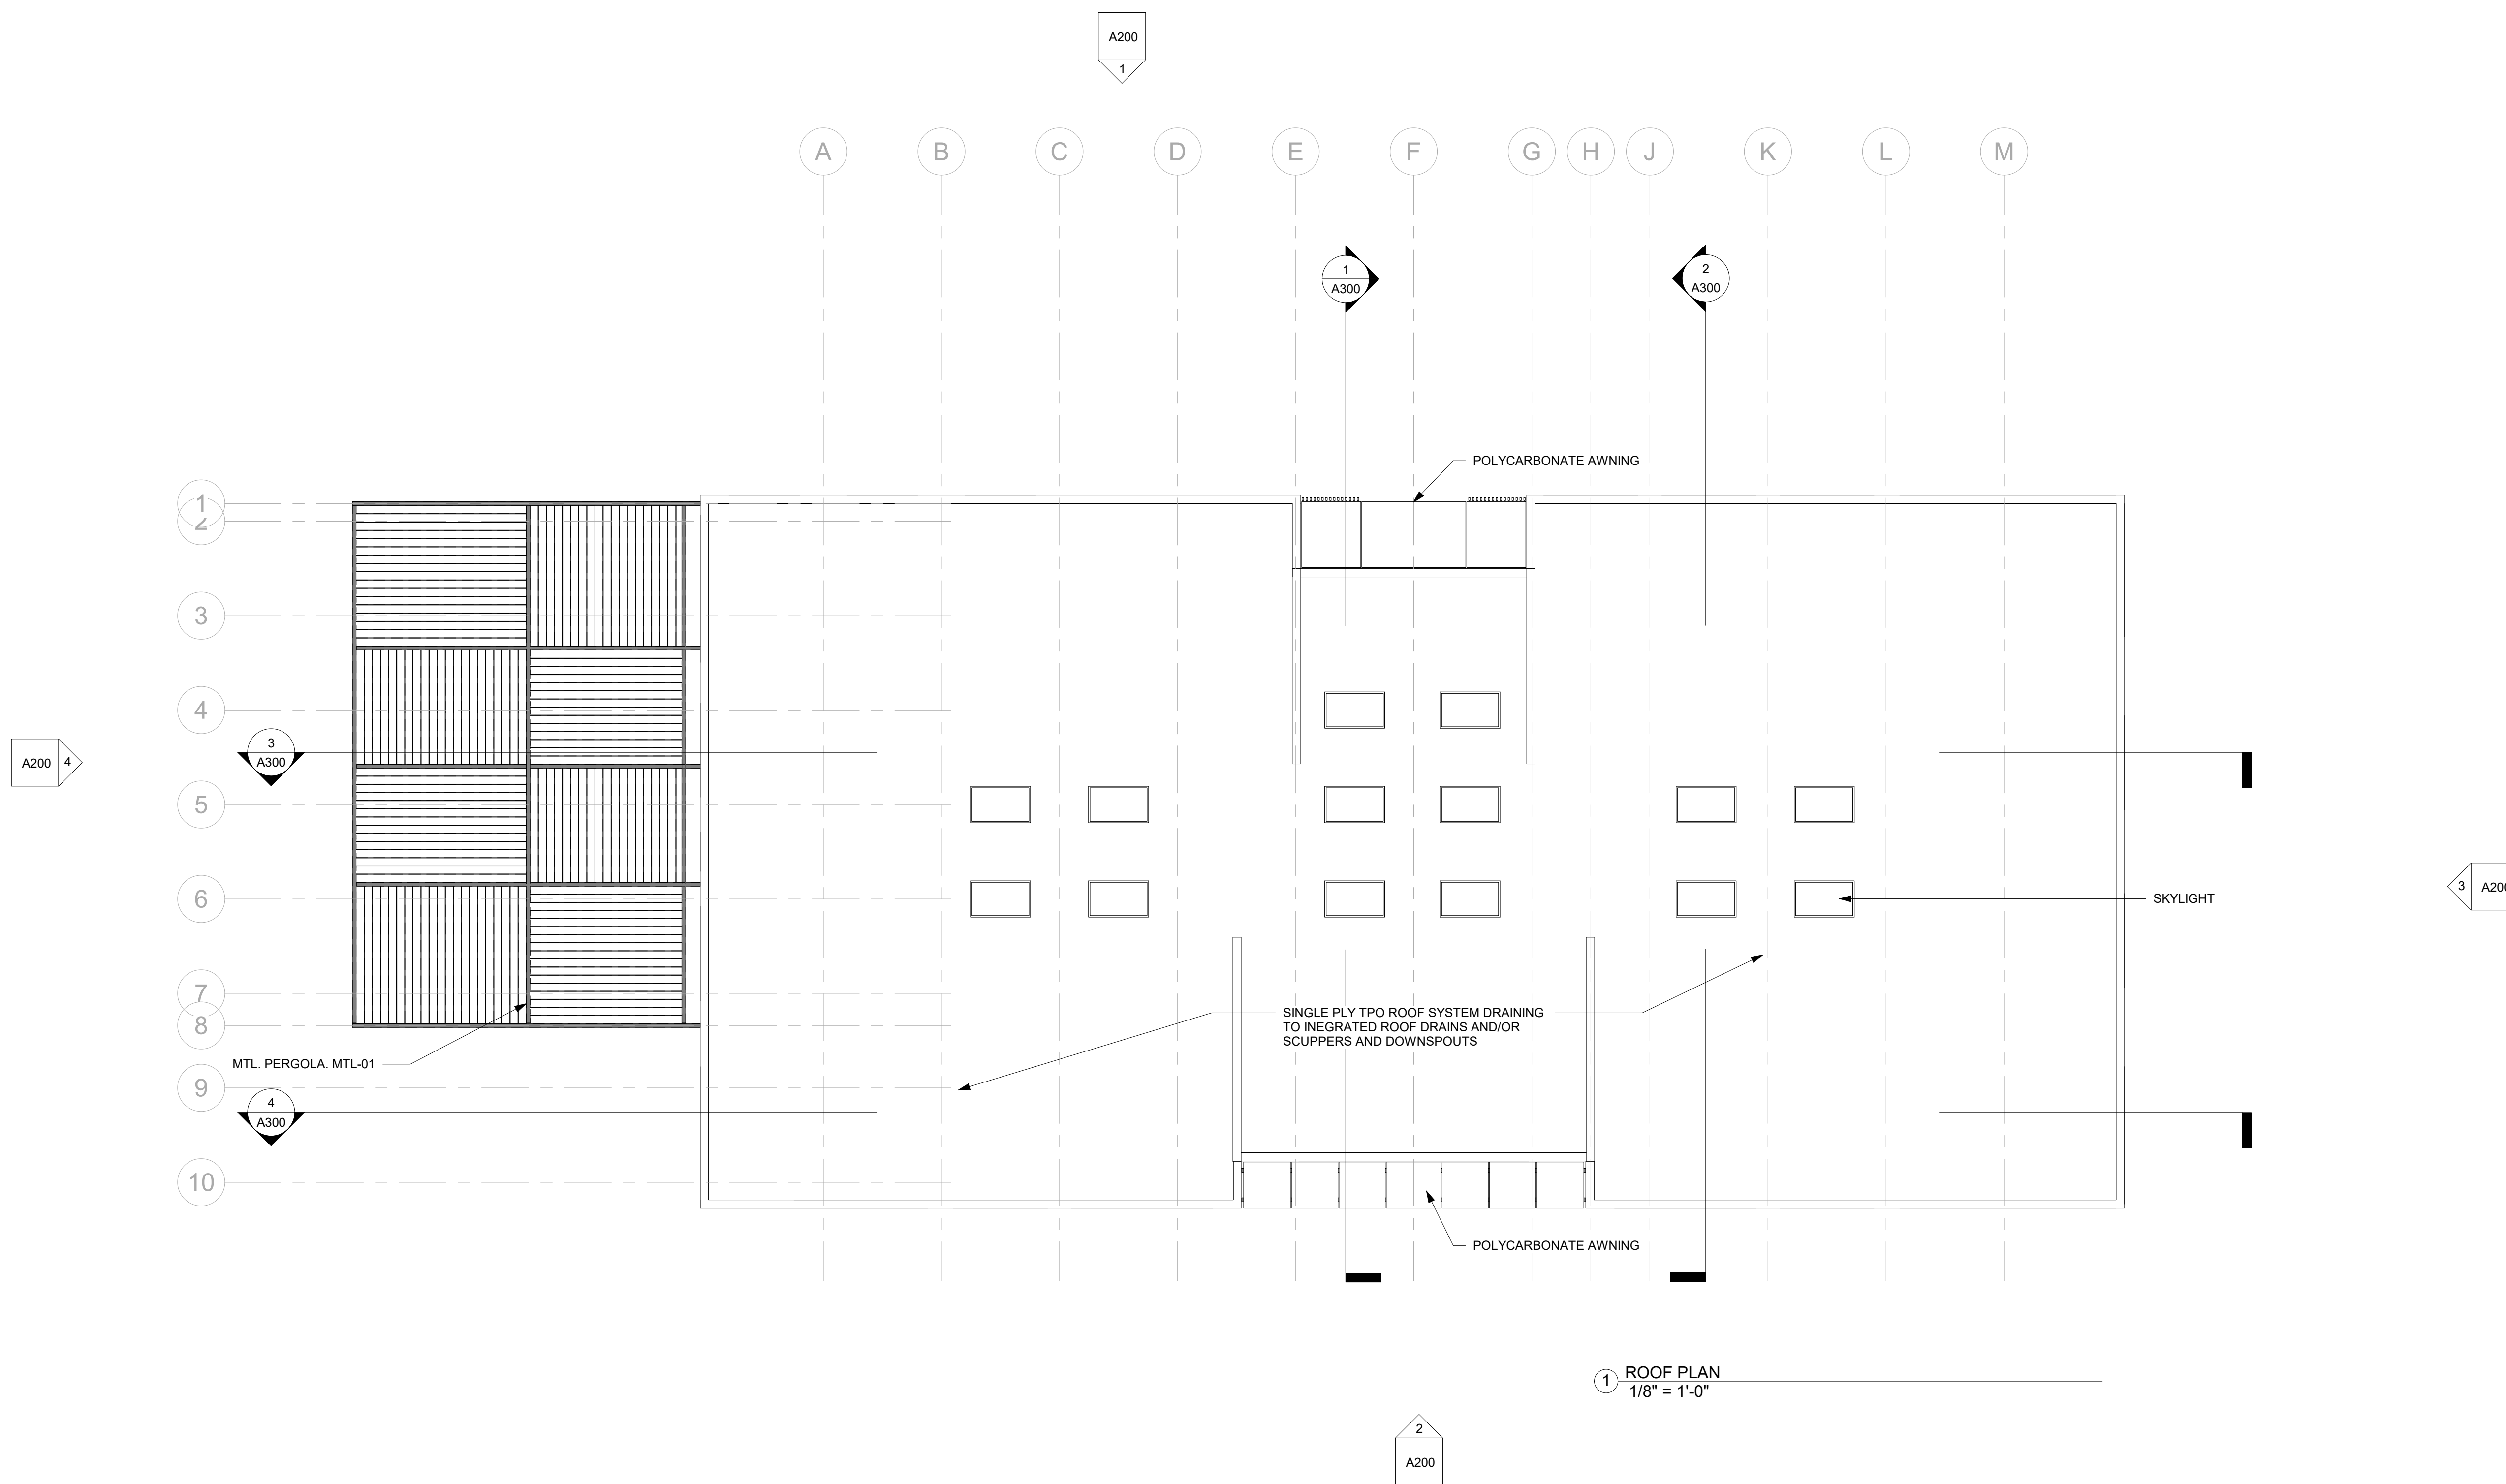 A200
1
A
B
C
D
E
F
G
H
J
K
L
M
1
A300
2
A300
POLYCARBONATE AWNING
1
2
3
4
3
A300
A200
4
5
6
SKYLIGHT
3
A200
7
8
SINGLE PLY TPO ROOF SYSTEM DRAINING
TO INEGRATED ROOF DRAINS AND/OR
SCUPPERS AND DOWNSPOUTS
MTL. PERGOLA. MTL-01
9
4
A300
10
POLYCARBONATE AWNING
1
ROOF PLAN
1/8" = 1'-0"
2
A200